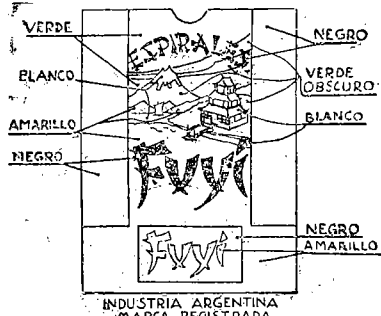 VERDE
ESPIRALES
NEGRO
BLANCO
VERDE
OBSCURO
AMARILLO
BLANCO
NEGRO
Fuyi
Fuyi
NEGRO
AMARILLO
INDUSTRIA ARGENTINA
MARCA REGISTRADA